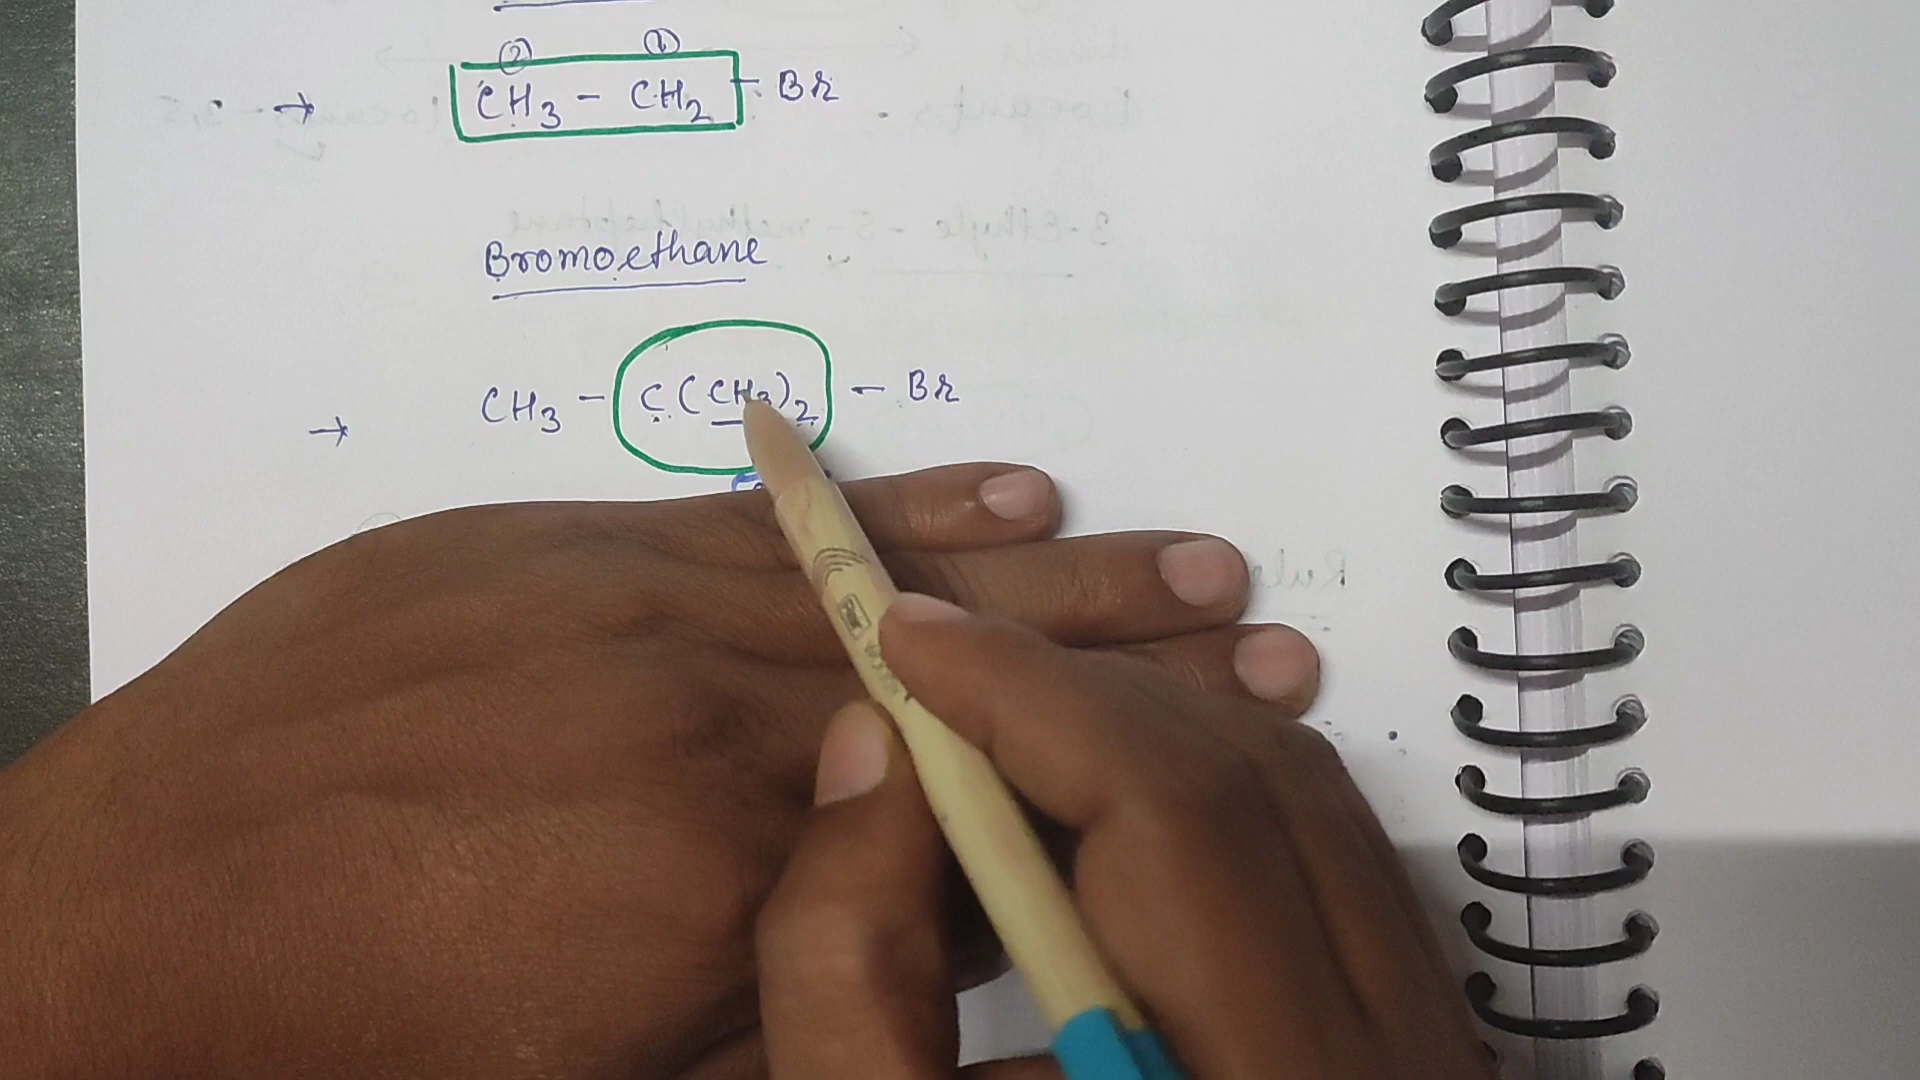 ② ①
→ CH3 - CH2 - Br
Bromoethane
→ CH3 - C(CH3)2 - Br